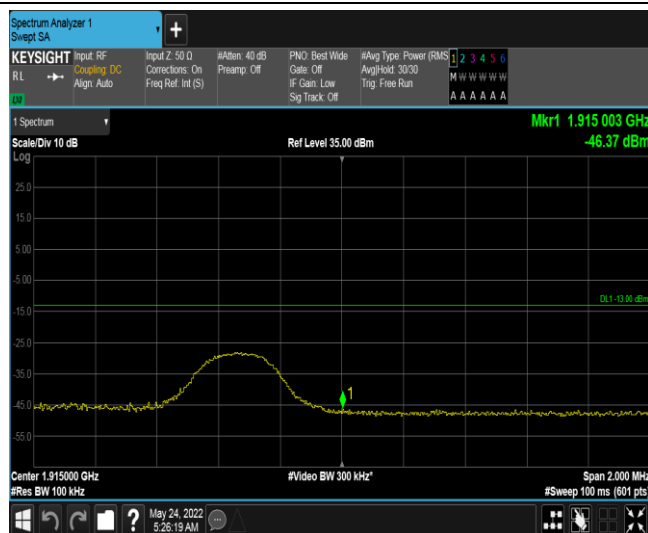 Spectrum Analyzer 1
Swept SA
+
KEYSIGHT Input: RF Input Z: 50 Ω #Atten: 40 dB PNO: Best Wide #Avg Type: Power (RMS 1 2 3 4 5 6
RL Coupling: DC Corrections: On Preamp: Off Gate: Off Avg|Hold: 30/30 M W W W W W
Align: Auto Freq Ref: Int (S) IF Gain: Low Trig: Free Run
LXI Sig Track: Off A A A A A A
1 Spectrum Mkr1 1.915 003 GHz
Scale/Div 10 dB Ref Level 35.00 dBm -46.37 dBm
Log
25.0
15.0
5.00
-5.00
DL1 -13.00 dBm
-15.0
-25.0
-35.0
1
-45.0
-55.0
Center 1.915000 GHz #Video BW 300 kHz* Span 2.000 MHz
#Res BW 100 kHz #Sweep 100 ms (601 pts)
? May 24, 2022
5:26:19 AM